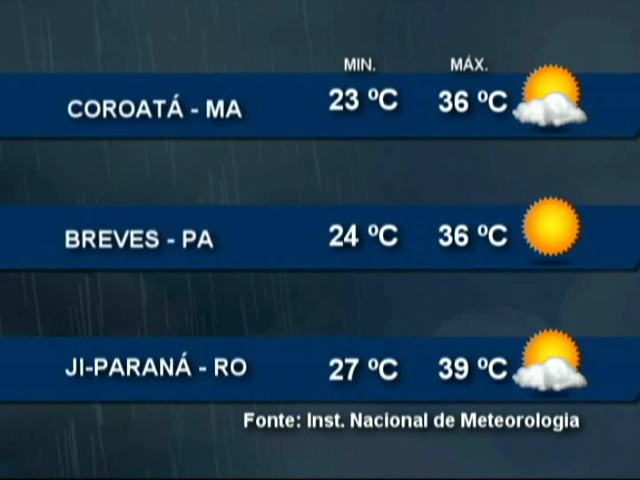 MIN. MÁX.
COROATÁ - MA 23 ºC 36 ºC
BREVES - PA 24 ºC 36 ºC
JI-PARANÁ - RO 27 ºC 39 ºC
Fonte: Inst. Nacional de Meteorologia